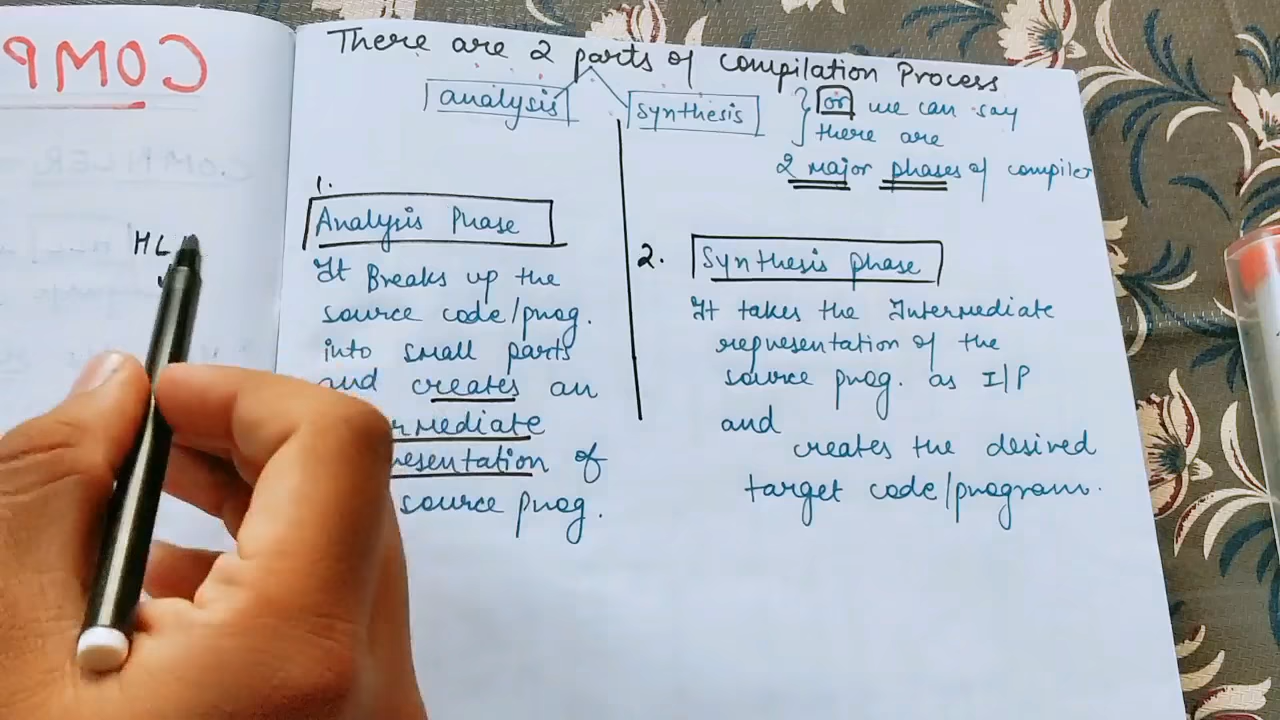 COMP
COMPILER
HL
There are 2 parts of compilation Process
analysis
synthesis
or we can say
there are
2 major phases of compiler
1.
Analysis Phase
It Breaks up the
source code/prog.
into small parts
and creates an
rmediate
resentation of
source prog.
2.
Synthesis phase
It takes the Intermediate
representation of the
source prog. as I/P
and
creates the desired
target code/program.